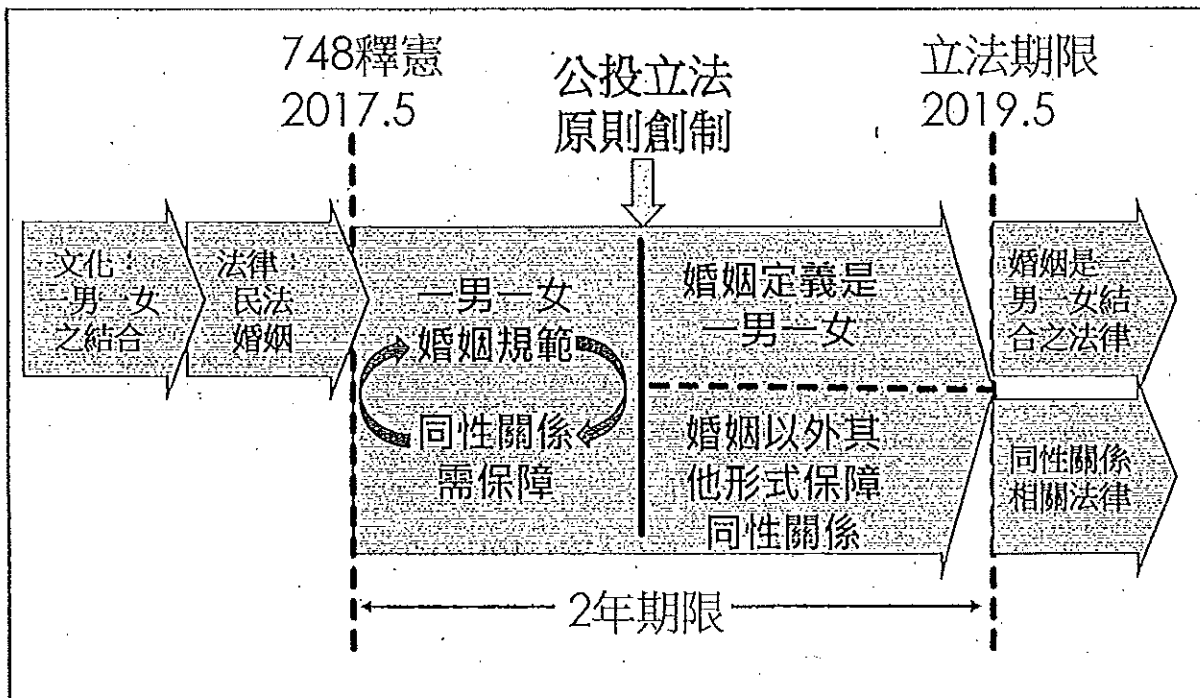 748釋憲
2017.5
公投立法
原則創制
立法期限
2019.5
文化：
一男一女
之結合
法律：
民法
婚姻
一男一女
婚姻規範
同性關係
需保障
婚姻定義是
一男一女
婚姻以外其
他形式保障
同性關係
婚姻是一
男一女結
合之法律
同性關係
相關法律
2年期限